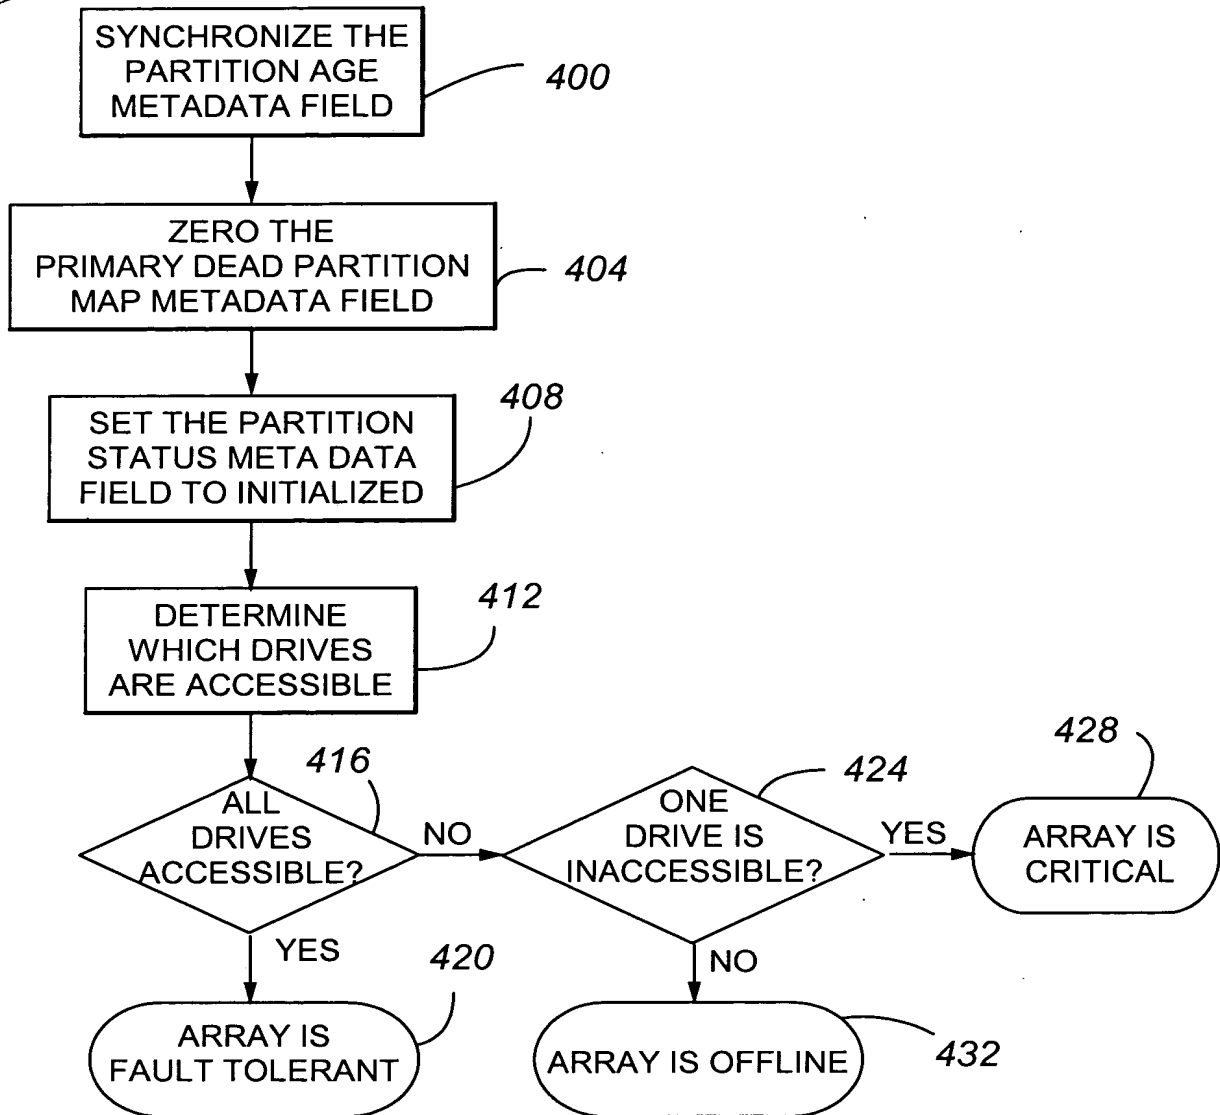 SYNCHRONIZE THE
PARTITION AGE
METADATA FIELD
400
ZERO THE
PRIMARY DEAD PARTITION
MAP METADATA FIELD
404
SET THE PARTITION
STATUS META DATA
FIELD TO INITIALIZED
408
DETERMINE
WHICH DRIVES
ARE ACCESSIBLE
412
ALL
DRIVES
ACCESSIBLE?
416
NO
ONE
DRIVE IS
INACCESSIBLE?
424
YES
ARRAY IS
CRITICAL
428
YES
ARRAY IS
FAULT TOLERANT
420
NO
ARRAY IS OFFLINE
432